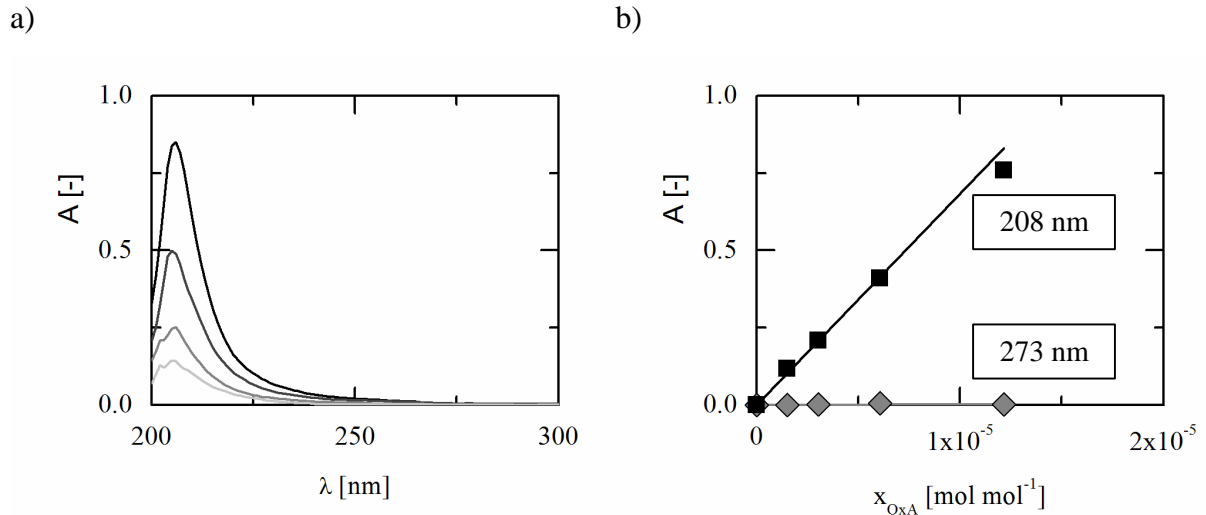 a)
b)
1.0
0.5
0.0
A [-]
200
250
300
λ [nm]
1.0
0.5
0.0
A [-]
208 nm
273 nm
0
1x10⁻⁵
2x10⁻⁵
x_OxA [mol mol⁻¹]